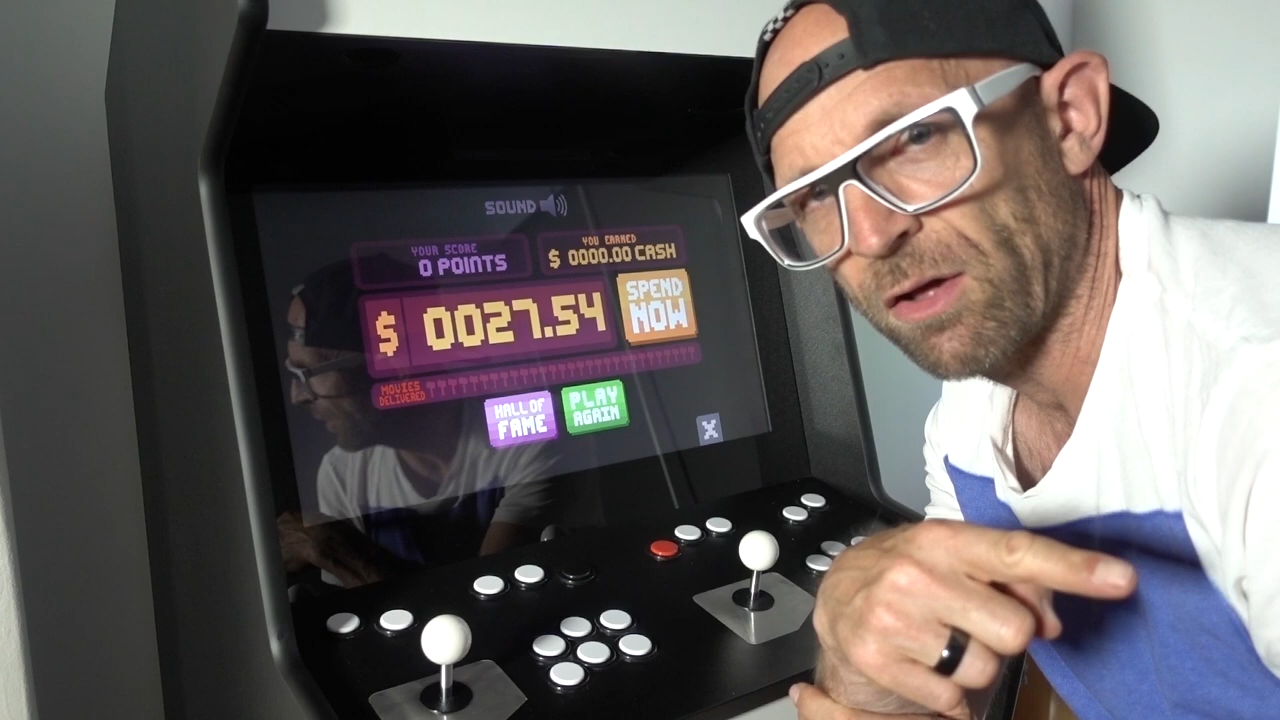 SOUND
YOUR SCORE
0 POINTS
YOU EARNED
$ 0000.00 CASH
$ 0027.54
SPEND
NOW
MOVIES
DELIVERED
HALL OF
FAME
PLAY
AGAIN
X